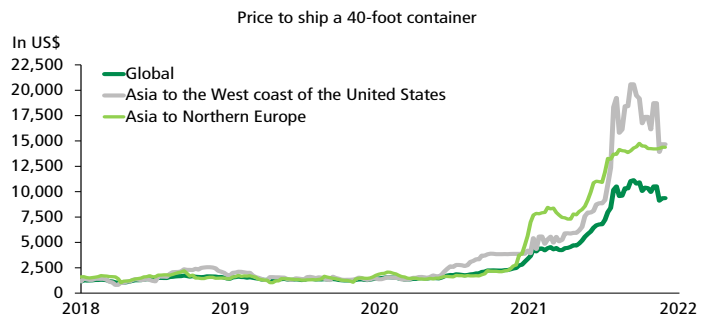 Price to ship a 40-foot container
In US$
22,500
20,000
17,500
15,000
12,500
10,000
7,500
5,000
2,500
0
Global
Asia to the West coast of the United States
Asia to Northern Europe
2018 2019 2020 2021 2022